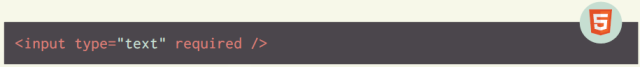 <input type="text" required />